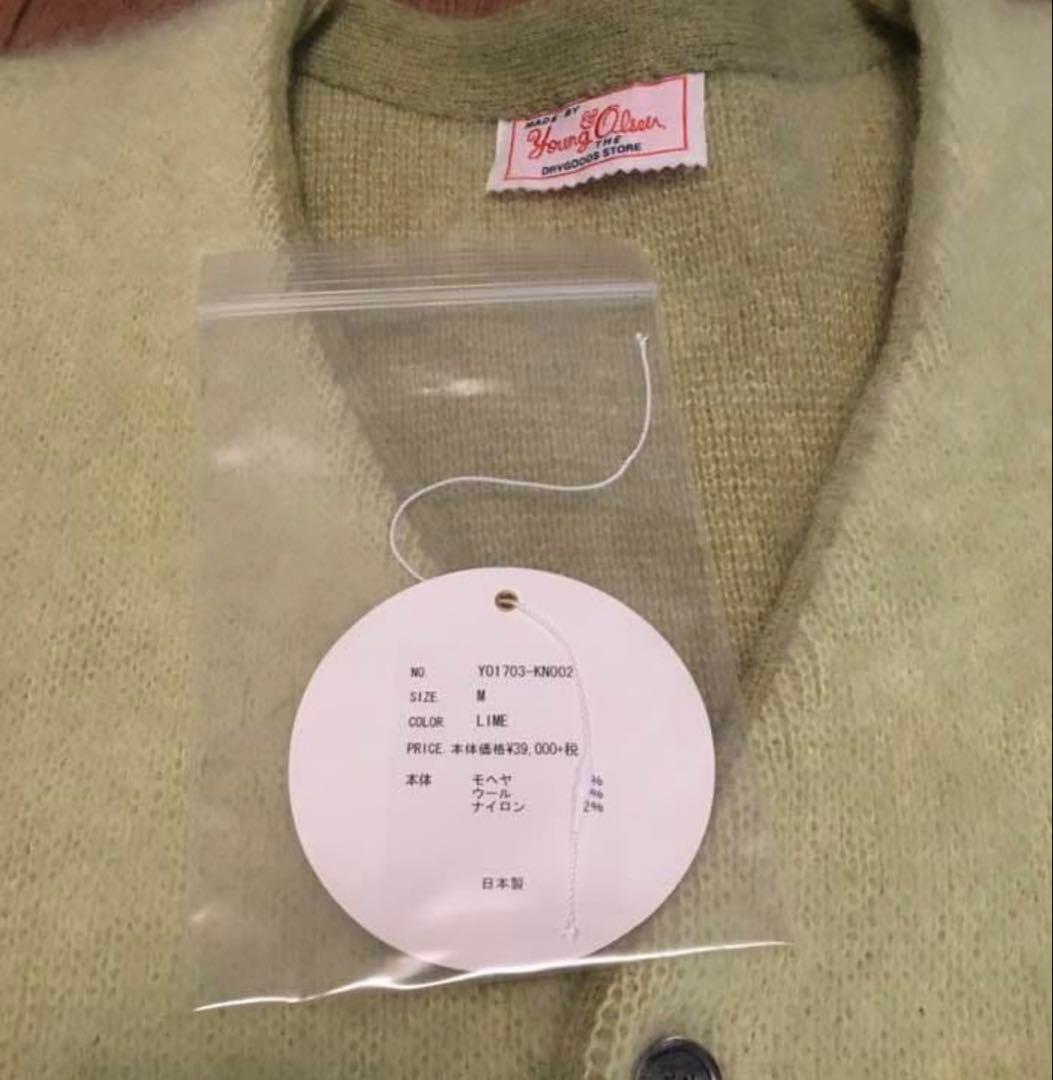 MADE BY
Young & Olsen
THE
DRYGOODS STORE
NO YO1703-KN002
SIZE M
COLOR LIME
PRICE. 本体価格¥39,000+税
本体 モヘヤ %
ウール %
ナイロン 2%
日本製